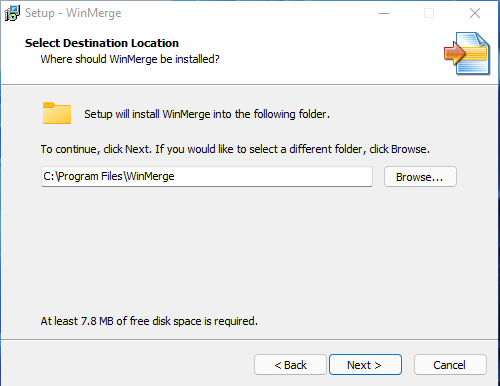 Setup - WinMerge
Select Destination Location
Where should WinMerge be installed?
Setup will install WinMerge into the following folder.
To continue, click Next. If you would like to select a different folder, click Browse.
C:\Program Files\WinMerge
Browse...
At least 7.8 MB of free disk space is required.
< Back
Next >
Cancel